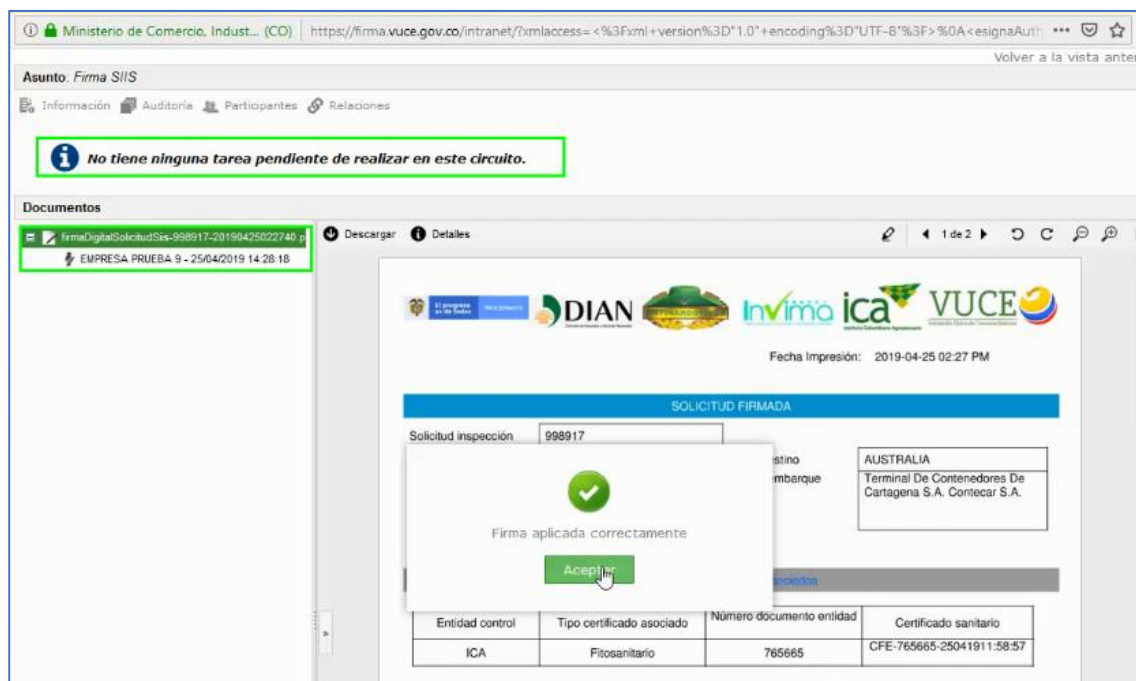 Ministerio de Comercio, Indust... (CO) https://firma.vuce.gov.co/intranet/?xmlaccess=<%3Fxml+version%3D"1.0"+encoding%3D"UTF-8"%3F>%0A<esignaAuth
Volver a la vista anter
Asunto: Firma SIIS
Información Auditoría Participantes Relaciones
No tiene ninguna tarea pendiente de realizar en este circuito.
Documentos
firmaDigitalSolicitudSis-998917-20190425022740.p
EMPRESA PRUEBA 9 - 25/04/2019 14:28:18
Descargar Detalles 1 de 2
DIAN Invima ica VUCE
Fecha Impresión: 2019-04-25 02:27 PM
SOLICITUD FIRMADA
Solicitud inspección 998917
stino AUSTRALIA
mbarque Terminal De Contenedores De
Cartagena S.A. Contecar S.A.
Firma aplicada correctamente
Aceptar
sociados
Entidad control Tipo certificado asociado Número documento entidad Certificado sanitario
ICA Fitosanitario 765665 CFE-765665-25041911:58:57